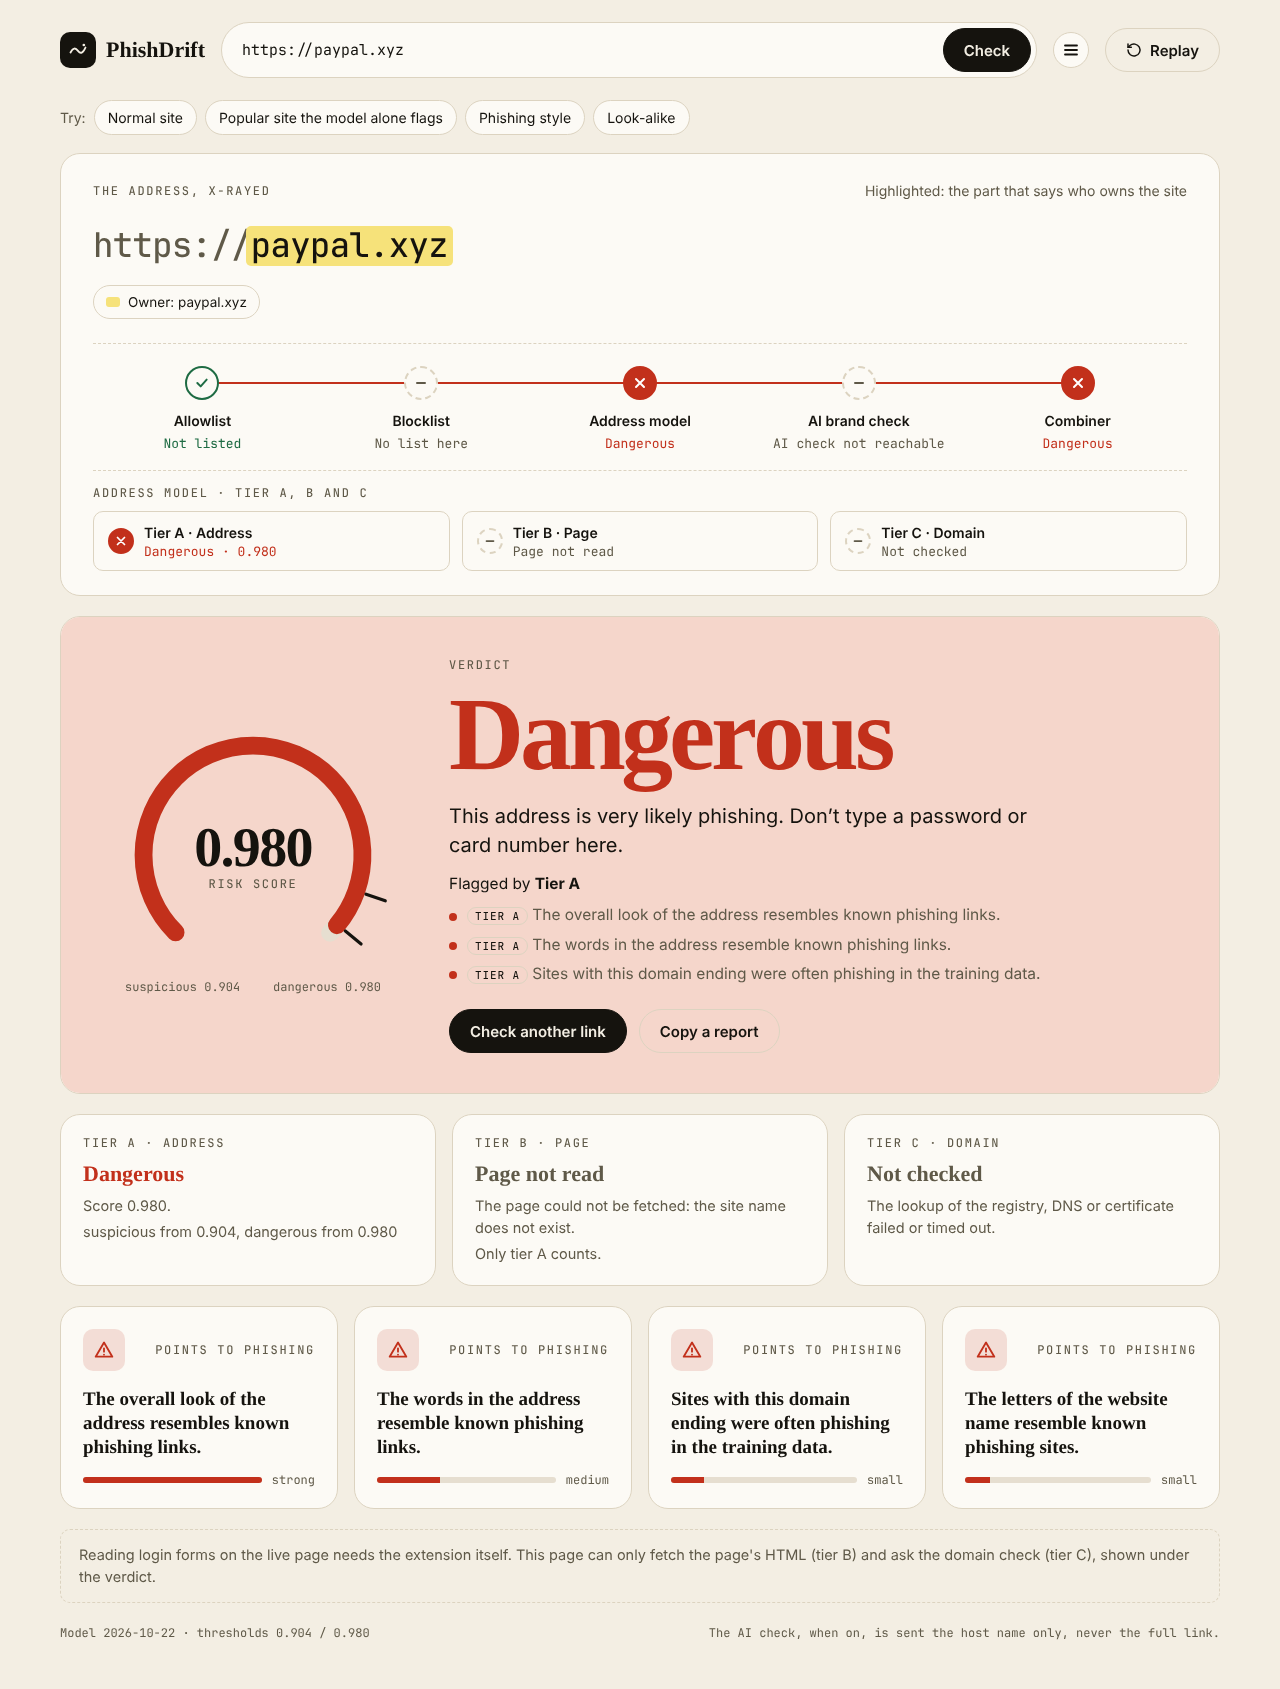 PhishDrift
https://paypal.xyz
Check
Replay
Try:
Normal site
Popular site the model alone flags
Phishing style
Look-alike
THE ADDRESS, X-RAYED
Highlighted: the part that says who owns the site
https://paypal.xyz
Owner: paypal.xyz
Allowlist
Not listed
Blocklist
No list here
Address model
Dangerous
AI brand check
AI check not reachable
Combiner
Dangerous
ADDRESS MODEL · TIER A, B AND C
Tier A · Address
Dangerous · 0.980
Tier B · Page
Page not read
Tier C · Domain
Not checked
0.980
RISK SCORE
suspicious 0.904
dangerous 0.980
VERDICT
Dangerous
This address is very likely phishing. Don’t type a password or
card number here.
Flagged by Tier A
TIER A The overall look of the address resembles known phishing links.
TIER A The words in the address resemble known phishing links.
TIER A Sites with this domain ending were often phishing in the training data.
Check another link
Copy a report
TIER A · ADDRESS
Dangerous
Score 0.980.
suspicious from 0.904, dangerous from 0.980
TIER B · PAGE
Page not read
The page could not be fetched: the site name
does not exist.
Only tier A counts.
TIER C · DOMAIN
Not checked
The lookup of the registry, DNS or certificate
failed or timed out.
POINTS TO PHISHING
The overall look of the
address resembles known
phishing links.
strong
POINTS TO PHISHING
The words in the address
resemble known phishing
links.
medium
POINTS TO PHISHING
Sites with this domain
ending were often phishing
in the training data.
small
POINTS TO PHISHING
The letters of the website
name resemble known
phishing sites.
small
Reading login forms on the live page needs the extension itself. This page can only fetch the page's HTML (tier B) and ask the domain check (tier C), shown under
the verdict.
Model 2026-10-22 · thresholds 0.904 / 0.980
The AI check, when on, is sent the host name only, never the full link.